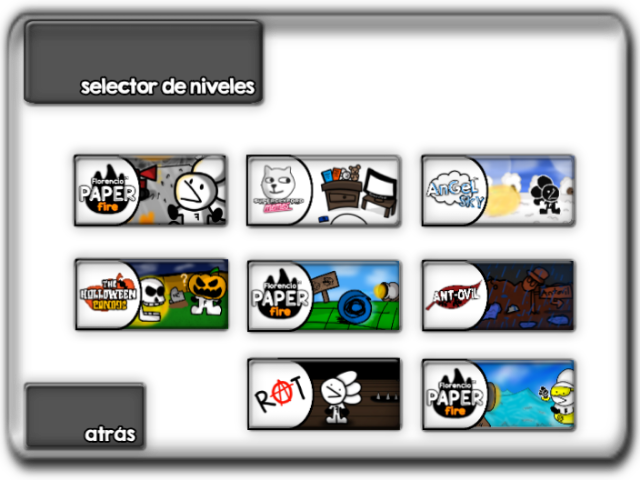 selector de niveles
Florencio
PAPER
fire
AnGeL
SKY
THE
HALLOWEEN
Florencio
PAPER
fire
ANT-OVIL
RAT
Florencio
PAPER
fire
atrás